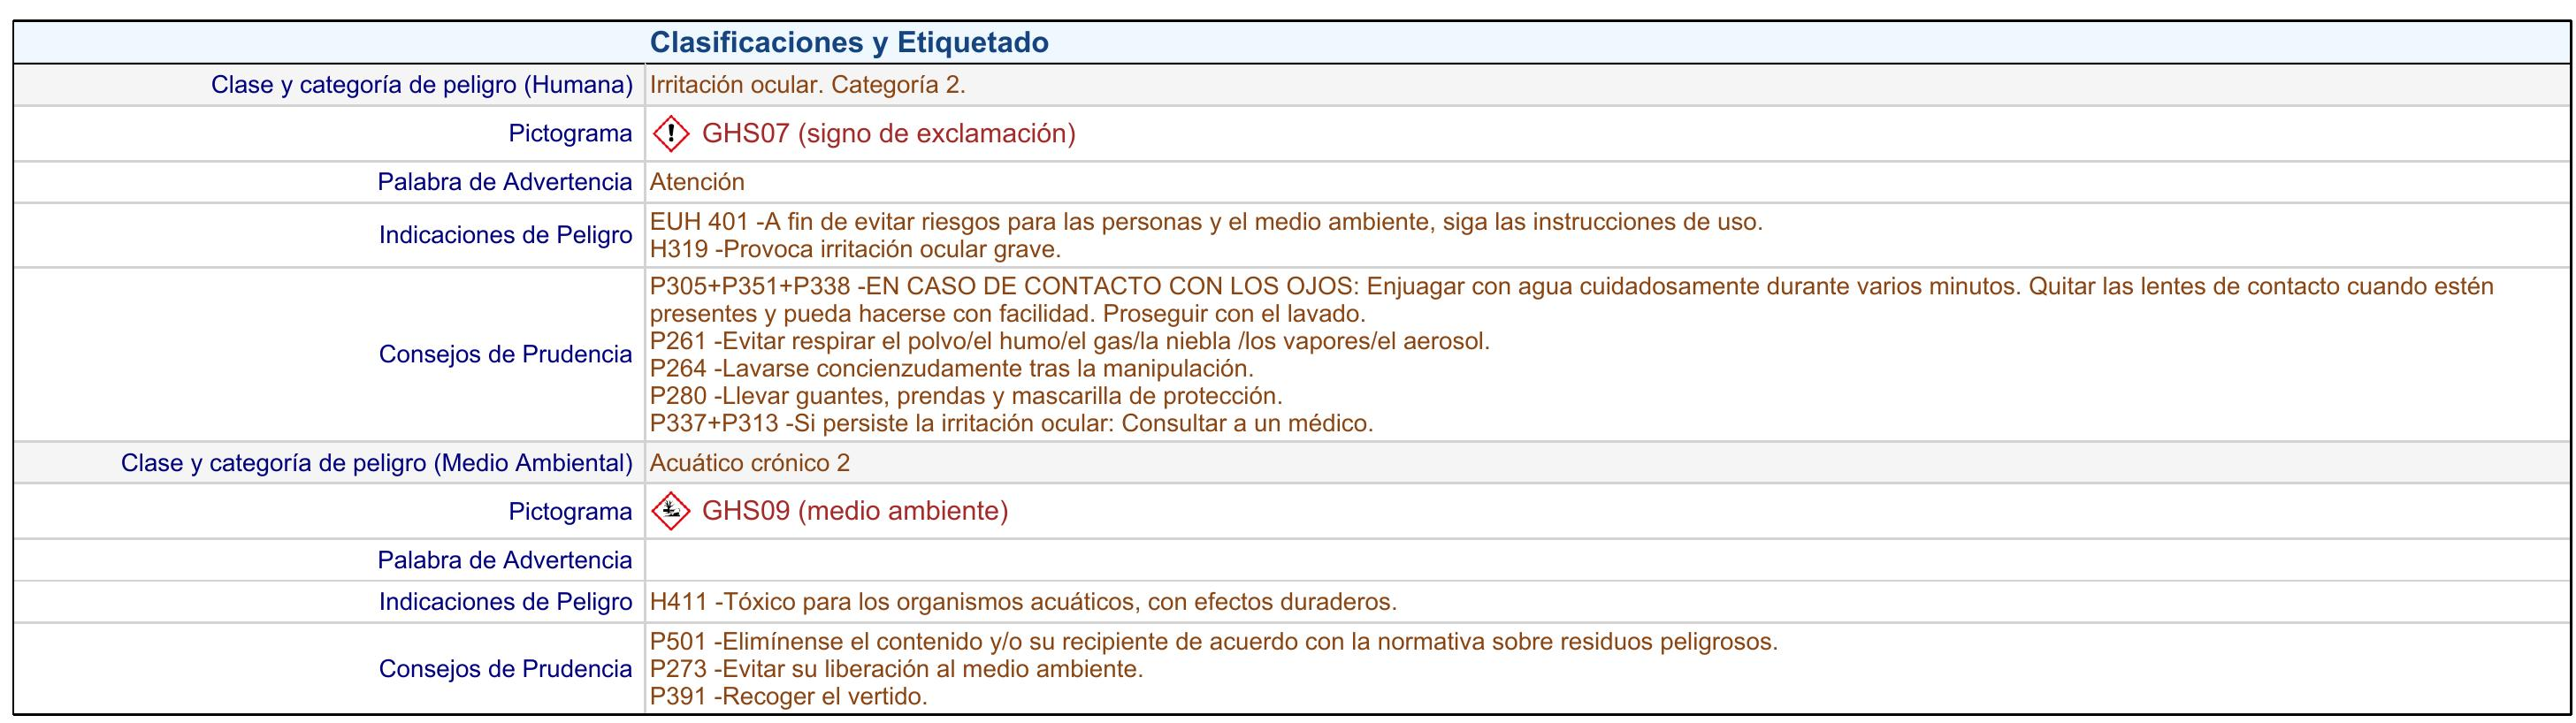 Clasificaciones y Etiquetado
Clase y categoría de peligro (Humana) Irritación ocular. Categoría 2.
Pictograma GHS07 (signo de exclamación)
Palabra de Advertencia Atención
Indicaciones de Peligro
EUH 401 -A fin de evitar riesgos para las personas y el medio ambiente, siga las instrucciones de uso.
H319 -Provoca irritación ocular grave.
Consejos de Prudencia
P305+P351+P338 -EN CASO DE CONTACTO CON LOS OJOS: Enjuagar con agua cuidadosamente durante varios minutos. Quitar las lentes de contacto cuando estén
presentes y pueda hacerse con facilidad. Proseguir con el lavado.
P261 -Evitar respirar el polvo/el humo/el gas/la niebla /los vapores/el aerosol.
P264 -Lavarse concienzudamente tras la manipulación.
P280 -Llevar guantes, prendas y mascarilla de protección.
P337+P313 -Si persiste la irritación ocular: Consultar a un médico.
Clase y categoría de peligro (Medio Ambiental) Acuático crónico 2
Pictograma GHS09 (medio ambiente)
Palabra de Advertencia
Indicaciones de Peligro H411 -Tóxico para los organismos acuáticos, con efectos duraderos.
Consejos de Prudencia
P501 -Elimínense el contenido y/o su recipiente de acuerdo con la normativa sobre residuos peligrosos.
P273 -Evitar su liberación al medio ambiente.
P391 -Recoger el vertido.